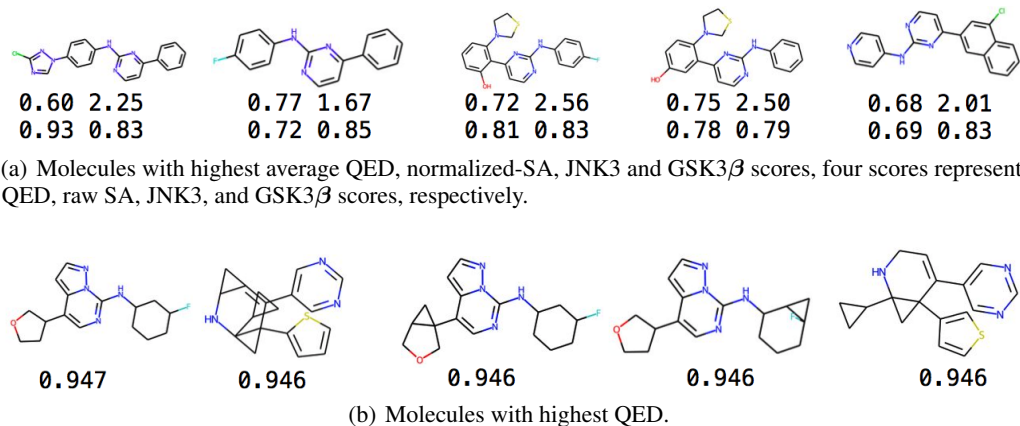 0.60 2.25 0.77 1.67 0.72 2.56 0.75 2.50 0.68 2.01
0.93 0.83 0.72 0.85 0.81 0.83 0.78 0.79 0.69 0.83
(a) Molecules with highest average QED, normalized-SA, JNK3 and GSK3β scores, four scores represent
QED, raw SA, JNK3, and GSK3β scores, respectively.
0.947 0.946 0.946 0.946 0.946
(b) Molecules with highest QED.